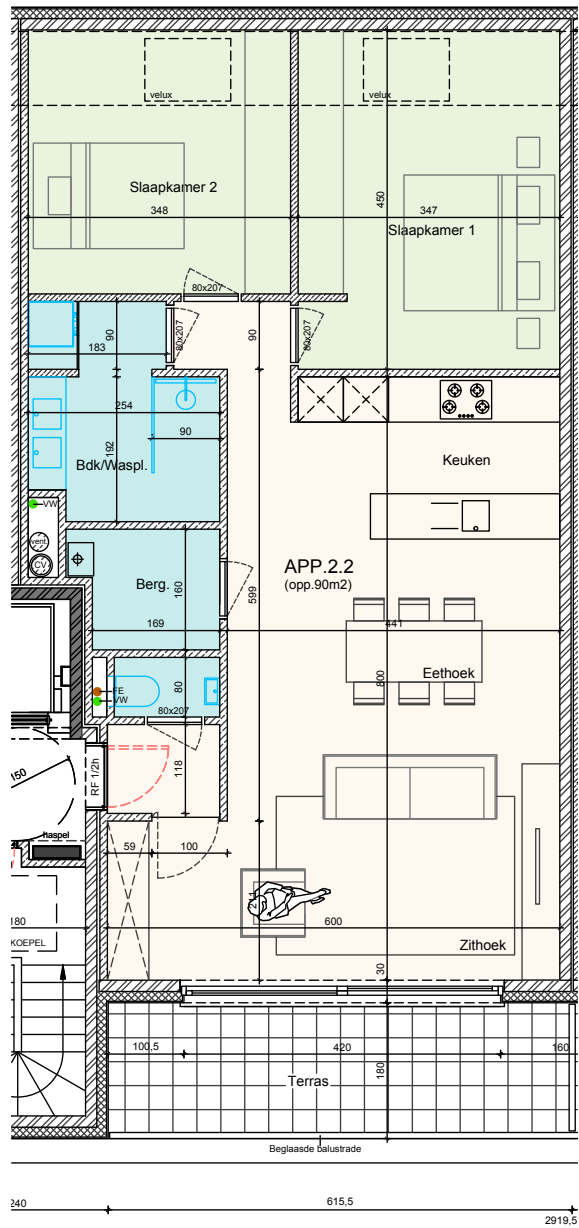 velux
velux
Slaapkamer 2
348
347
450
Slaapkamer 1
80x207
90
80x207
90
80x207
183
254
90
192
Bdk/Waspl.
Keuken
VW
vent.
CV
APP.2.2
(opp.90m2)
Berg.
160
599
169
441
Eethoek
800
FE
VW
80
80x207
118
150
RF 1/2h
haspel
59
100
180
KOEPEL
600
Zithoek
30
100,5
420
160
180
Terras
Beglaasde balustrade
240
615,5
2919,5